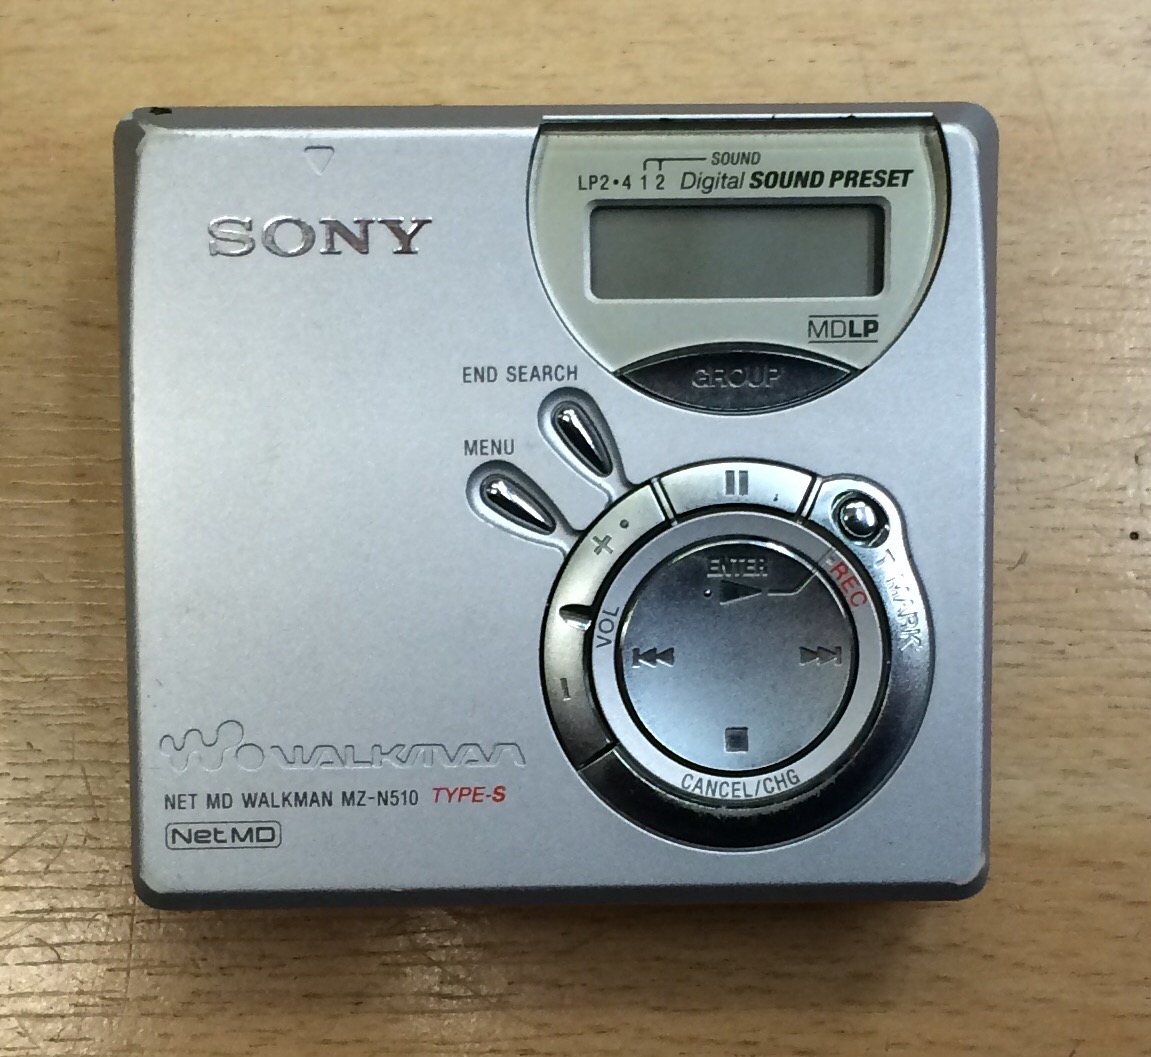 SOUND
LP2•4 1 2 Digital SOUND PRESET
SONY
MDLP
GROUP
END SEARCH
MENU
+
ENTER
REC
T MARK
VOL
−
CANCEL/CHG
WALKMAN
NET MD WALKMAN MZ-N510 TYPE-S
NetMD